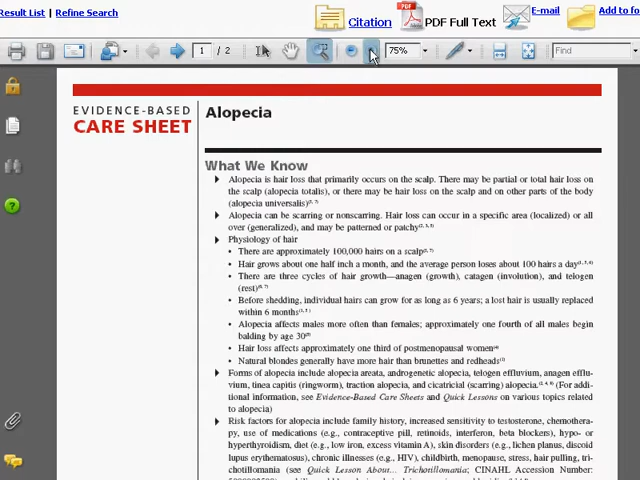 Result List | Refine Search
Citation
PDF
PDF Full Text
E-mail
Add to fo
1 / 2
75%
Find
EVIDENCE-BASED
CARE SHEET
Alopecia
What We Know
Alopecia is hair loss that primarily occurs on the scalp. There may be partial or total hair loss on
the scalp (alopecia totalis), or there may be hair loss on the scalp and on other parts of the body
(alopecia universalis)
Alopecia can be scarring or nonscarring. Hair loss can occur in a specific area (localized) or all
over (generalized), and may be patterned or patchy
Physiology of hair
• There are approximately 100,000 hairs on a scalp
• Hair grows about one half inch a month, and the average person loses about 100 hairs a day
• There are three cycles of hair growth—anagen (growth), catagen (involution), and telogen
(rest)
• Before shedding, individual hairs can grow for as long as 6 years; a lost hair is usually replaced
within 6 months
• Alopecia affects males more often than females; approximately one fourth of all males begin
balding by age 30
• Hair loss affects approximately one third of postmenopausal women
• Natural blondes generally have more hair than brunettes and redheads
Forms of alopecia include alopecia areata, androgenetic alopecia, telogen effluvium, anagen efflu-
vium, tinea capitis (ringworm), traction alopecia, and cicatricial (scarring) alopecia. (For addi-
tional information, see Evidence-Based Care Sheets and Quick Lessons on various topics related
to alopecia)
Risk factors for alopecia include family history, increased sensitivity to testosterone, chemothera-
py, use of medications (e.g., contraceptive pill, retinoids, interferon, beta blockers), hypo- or
hyperthyroidism, diet (e.g., low iron, excess vitamin A), skin disorders (e.g., lichen planus, discoid
lupus erythematosus), chronic illnesses (e.g., HIV), childbirth, menopause, stress, hair pulling, tri-
chotillomania (see Quick Lesson About... Trichotillomania; CINAHL Accession Number: